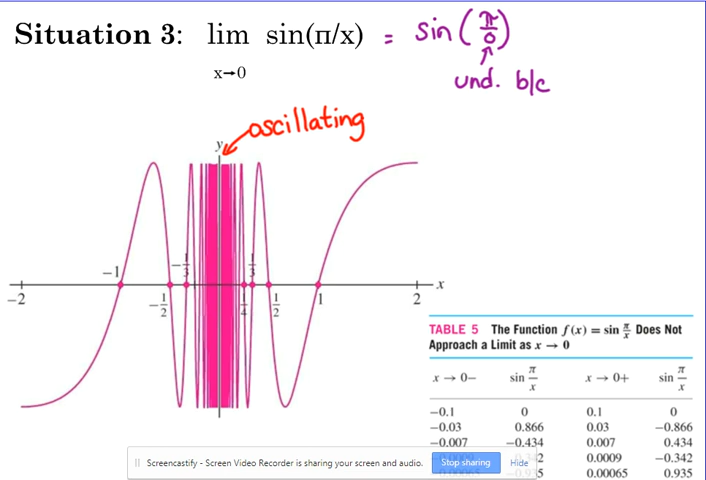 Situation 3: lim sin(π/x) = sin(π/0)
x→0
und. b/c
oscillating
y
-1
-1/3
1/3
x
-2
-1/2
1/4
1/2
1
2
TABLE 5 The Function f(x) = sin π/x Does Not
Approach a Limit as x → 0
x → 0− sin π/x x → 0+ sin π/x
−0.1 0 0.1 0
−0.03 0.866 0.03 −0.866
−0.007 −0.434 0.007 0.434
0.0009 −0.342
0.00065 0.935
Screencastify - Screen Video Recorder is sharing your screen and audio. Stop sharing Hide